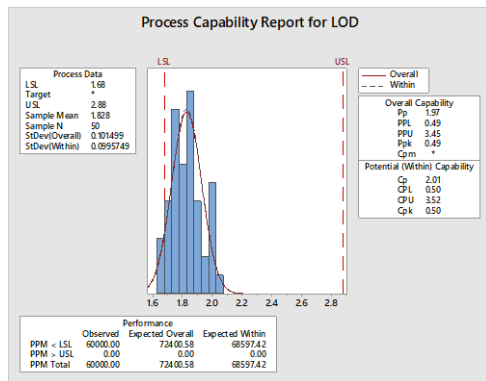 Process Capability Report for LOD
LSL
USL
Process Data
LSL 1.68
Target *
USL 2.88
Sample Mean 1.828
Sample N 50
StDev(Overall) 0.101499
StDev(Within) 0.0995749
Overall
Within
Overall Capability
Pp 1.97
PPL 0.49
PPU 3.45
Ppk 0.49
Cpm *
Potential (Within) Capability
Cp 2.01
CPL 0.50
CPU 3.52
Cpk 0.50
1.6 1.8 2.0 2.2 2.4 2.6 2.8
Performance
Observed Expected Overall Expected Within
PPM < LSL 60000.00 72400.58 68597.42
PPM > USL 0.00 0.00 0.00
PPM Total 60000.00 72400.58 68597.42